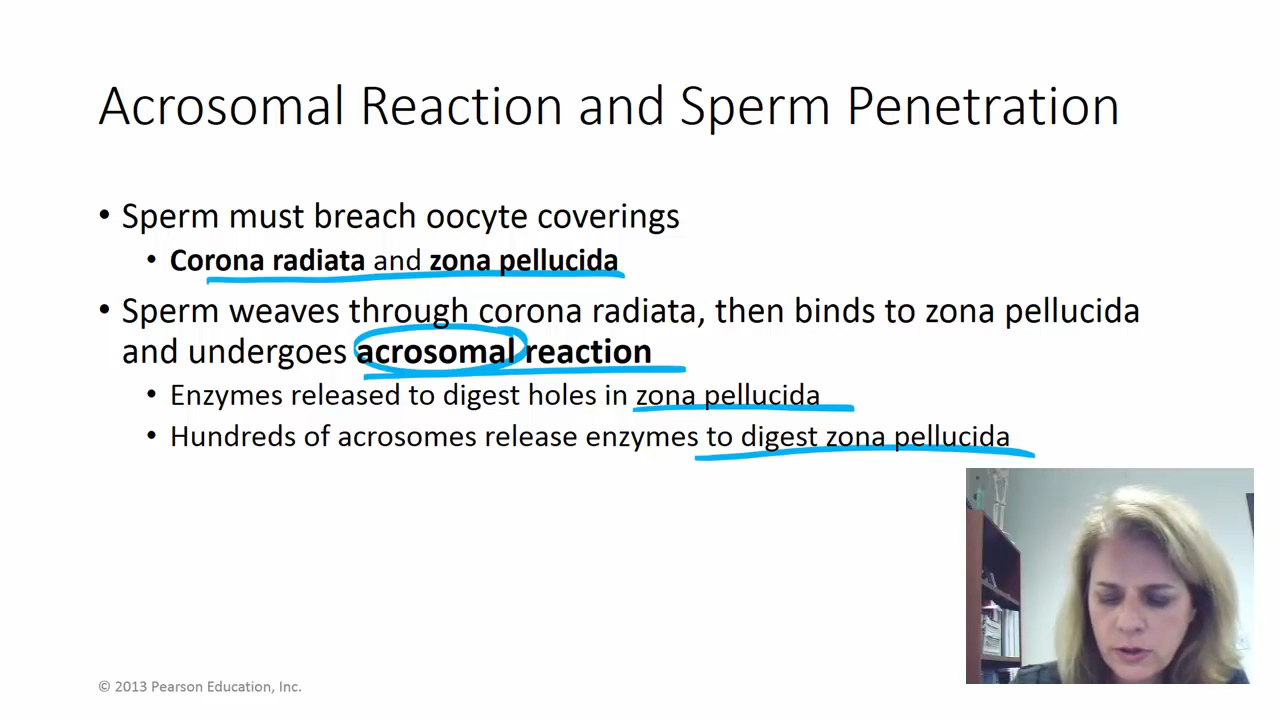 Acrosomal Reaction and Sperm Penetration
• Sperm must breach oocyte coverings
• Corona radiata and zona pellucida
• Sperm weaves through corona radiata, then binds to zona pellucida
and undergoes acrosomal reaction
• Enzymes released to digest holes in zona pellucida
• Hundreds of acrosomes release enzymes to digest zona pellucida
© 2013 Pearson Education, Inc.